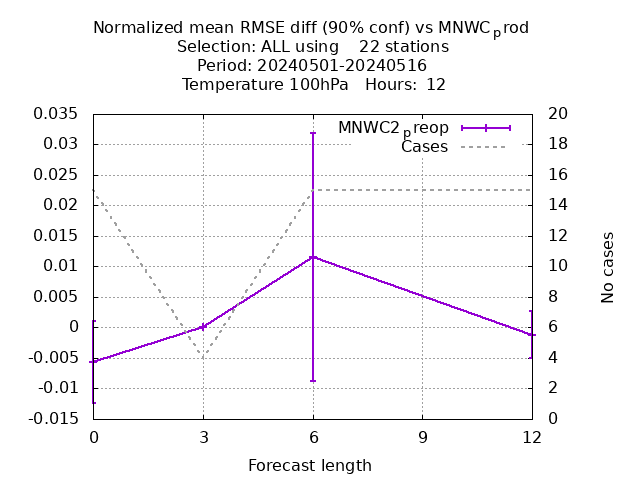 Normalized mean RMSE diff (90% conf) vs MNWCprod
Selection: ALL using 22 stations
Period: 20240501-20240516
Temperature 100hPa Hours: 12
0.035 20
MNWC2preop
0.03 18
Cases
0.025 16
0.02 14
0.015 12
0.01 10
0.005 8
0 6
-0.005 4
-0.01 2
-0.015 0
No cases
0 3 6 9 12
Forecast length